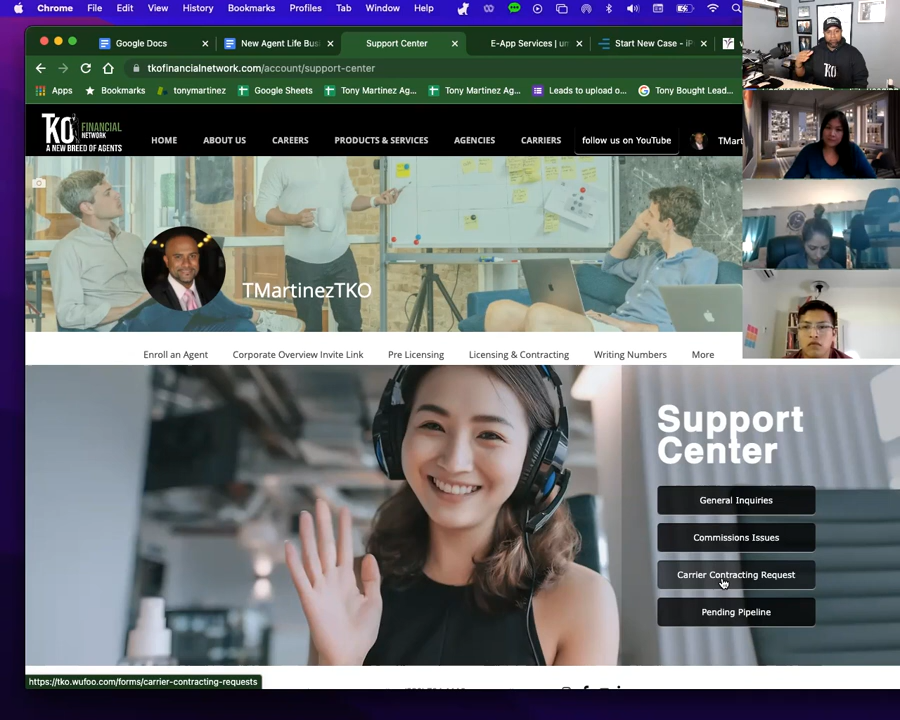 Chrome File Edit View History Bookmarks Profiles Tab Window Help
Google Docs
New Agent Life Busi
Support Center
E-App Services | um
Start New Case - iP
tkofinancialnetwork.com/account/support-center
Apps Bookmarks tonymartinez Google Sheets Tony Martinez Ag... Tony Martinez Ag... Leads to upload o... Tony Bought Lead...
TKO FINANCIAL
NETWORK
A NEW BREED OF AGENTS
HOME ABOUT US CAREERS PRODUCTS & SERVICES AGENCIES CARRIERS follow us on YouTube TMart
TKO
TMartinezTKO
Enroll an Agent Corporate Overview Invite Link Pre Licensing Licensing & Contracting Writing Numbers More
Support
Center
General Inquiries
Commissions Issues
Carrier Contracting Request
Pending Pipeline
https://tko.wufoo.com/forms/carrier-contracting-requests